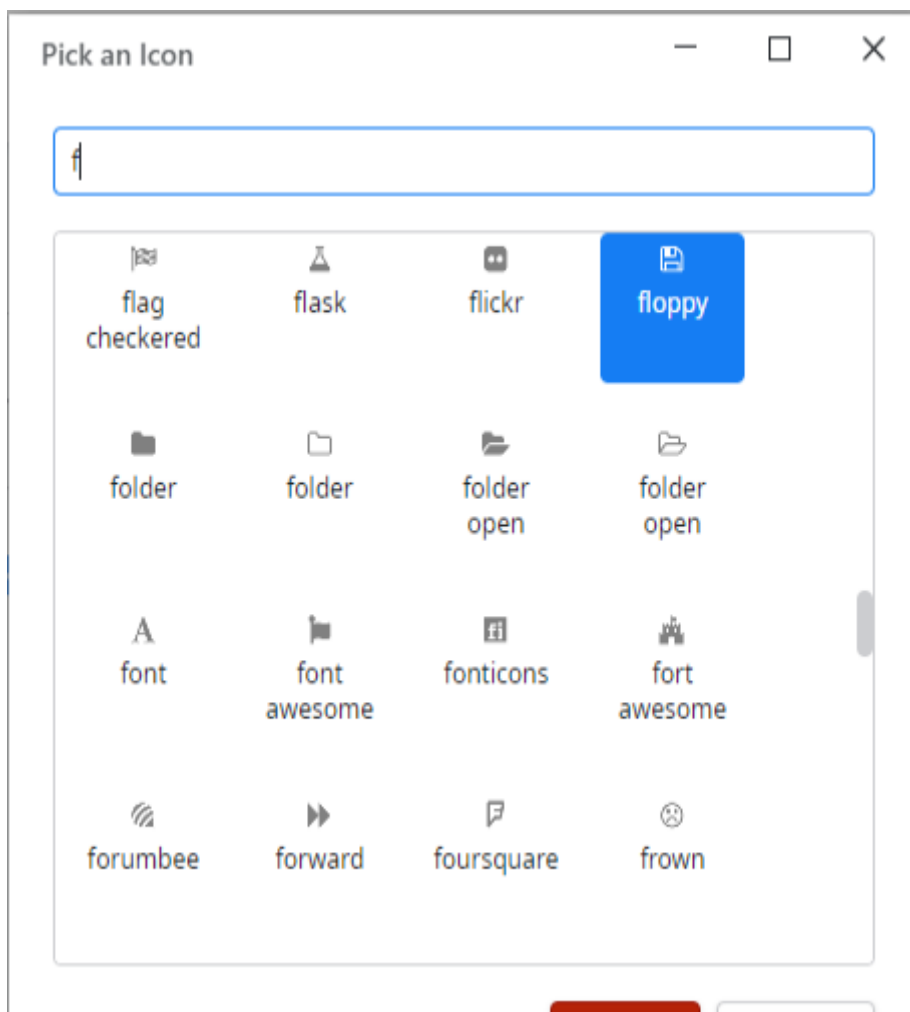 Pick an Icon
f
flag checkered
flask
flickr
floppy
folder
folder
folder open
folder open
font
font awesome
fonticons
fort awesome
forumbee
forward
foursquare
frown